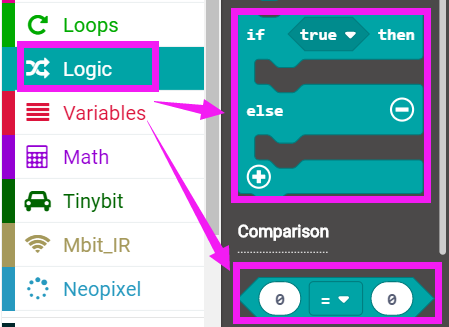 Loops
Logic
Variables
Math
Tinybit
Mbit_IR
Neopixel
if true then
else
Comparison
0 = 0